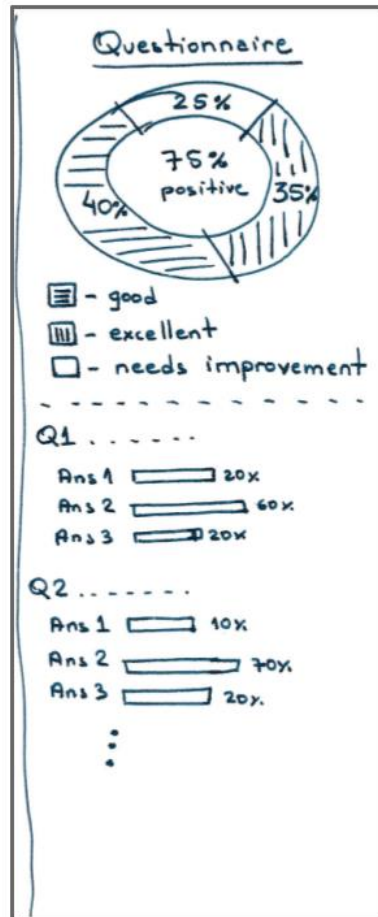 Questionnaire
25%
75%
positive
40%
35%
- good
- excellent
- needs improvement
Q1.......
Ans 1 20%
Ans 2 60%
Ans 3 20%
Q2.......
Ans 1 10%
Ans 2 70%
Ans 3 20%